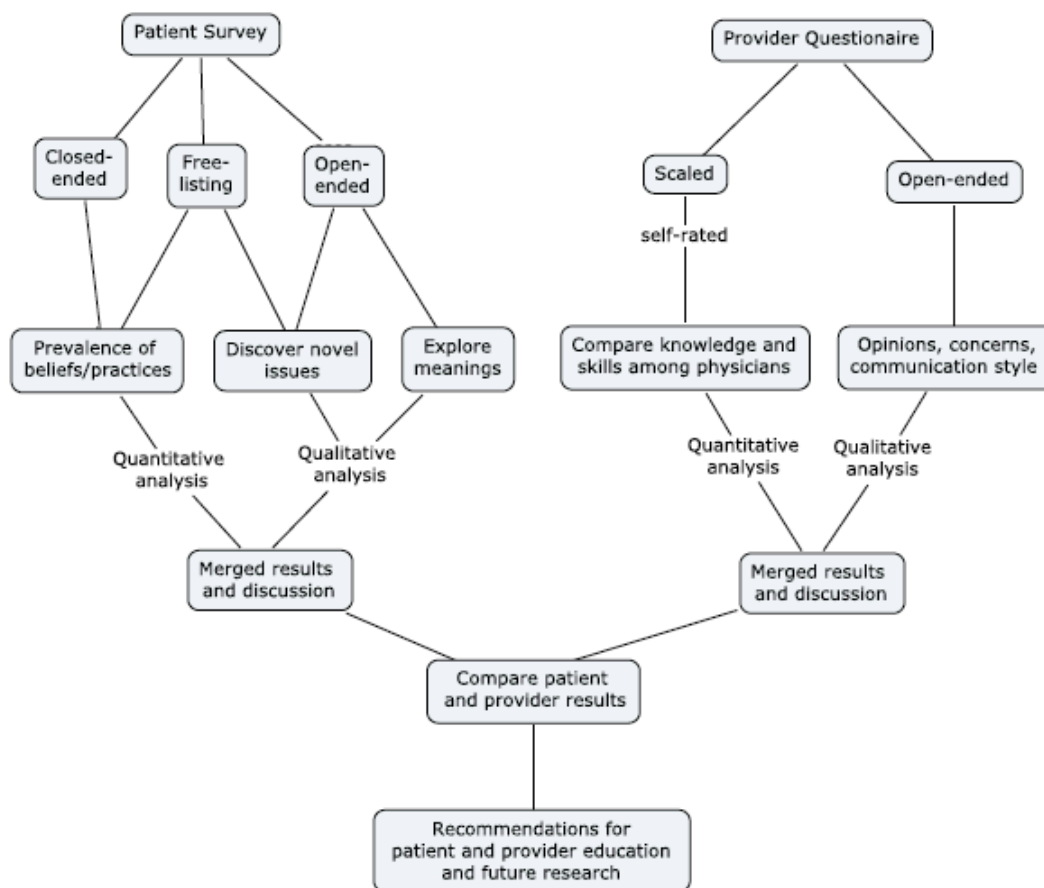 Patient Survey
Provider Questionaire
Closed-
ended
Free-
listing
Open-
ended
Scaled
Open-ended
self-rated
Prevalence of
beliefs/practices
Discover novel
issues
Explore
meanings
Compare knowledge and
skills among physicians
Opinions, concerns,
communication style
Quantitative
analysis
Qualitative
analysis
Quantitative
analysis
Qualitative
analysis
Merged results
and discussion
Merged results
and discussion
Compare patient
and provider results
Recommendations for
patient and provider education
and future research